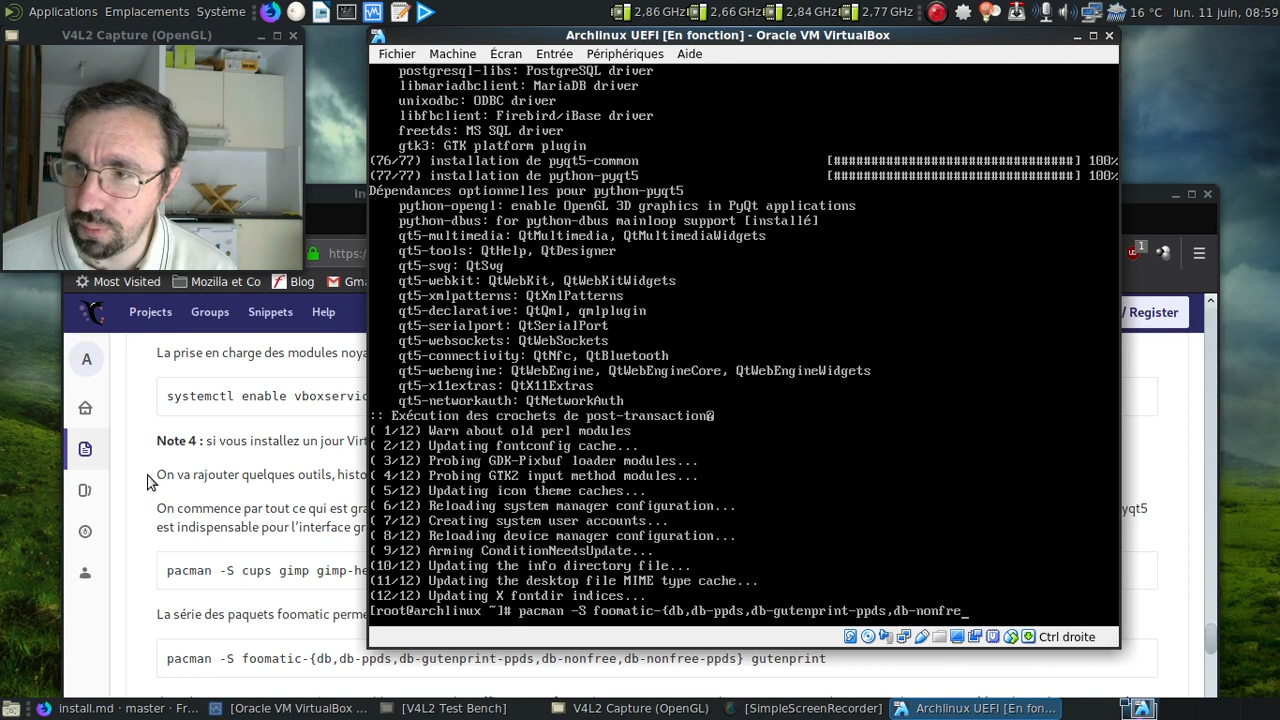 Applications Emplacements Système
2,86 GHz 2,66 GHz 2,84 GHz 2,77 GHz
16 °C lun. 11 juin, 08:59
V4L2 Capture (OpenGL)
Archlinux UEFI [En fonction] - Oracle VM VirtualBox
Fichier Machine Écran Entrée Périphériques Aide
postgresql-libs: PostgreSQL driver
libmariadbclient: MariaDB driver
unixodbc: ODBC driver
libfbclient: Firebird/iBase driver
freetds: MS SQL driver
gtk3: GTK platform plugin
(76/77) installation de pyqt5-common [#################################] 100%
(77/77) installation de python-pyqt5 [#################################] 100%
Dépendances optionnelles pour python-pyqt5
python-opengl: enable OpenGL 3D graphics in PyQt applications
python-dbus: for python-dbus mainloop support [installé]
qt5-multimedia: QtMultimedia, QtMultimediaWidgets
qt5-tools: QtHelp, QtDesigner
qt5-svg: QtSvg
qt5-webkit: QtWebKit, QtWebKitWidgets
qt5-xmlpatterns: QtXmlPatterns
qt5-declarative: QtQml, qmlplugin
qt5-serialport: QtSerialPort
qt5-websockets: QtWebSockets
qt5-connectivity: QtNfc, QtBluetooth
qt5-webengine: QtWebEngine, QtWebEngineCore, QtWebEngineWidgets
qt5-x11extras: QtX11Extras
qt5-networkauth: QtNetworkAuth
:: Exécution des crochets de post-transaction
( 1/12) Warn about old perl modules
( 2/12) Updating fontconfig cache...
( 3/12) Probing GDK-Pixbuf loader modules...
( 4/12) Probing GTK2 input method modules...
( 5/12) Updating icon theme caches...
( 6/12) Reloading system manager configuration...
( 7/12) Creating system user accounts...
( 8/12) Reloading device manager configuration...
( 9/12) Arming ConditionNeedsUpdate...
(10/12) Updating the info directory file...
(11/12) Updating the desktop file MIME type cache...
(12/12) Updating X fontdir indices...
[root@archlinux ~]# pacman -S foomatic-{db,db-ppds,db-gutenprint-ppds,db-nonfre_
Ctrl droite
https:
1
Most Visited Mozilla et Co Blog
Projects Groups Snippets Help
/ Register
A
La prise en charge des modules
systemctl enable
Note 4 : si vous installez un jour
On va rajouter quelques outils,
On commence par tout ce qui est
est indispensable pour l'interface
pacman -S cups gimp
La série des paquets foomatic
pacman -S foomatic-{db,db-ppds,db-gutenprint-ppds,db-nonfree,db-nonfree-ppds} gutenprint
install.md · master · Fr...
[Oracle VM VirtualBox ...
[V4L2 Test Bench]
V4L2 Capture (OpenGL)
[SimpleScreenRecorder]
Archlinux UEFI [En fon...